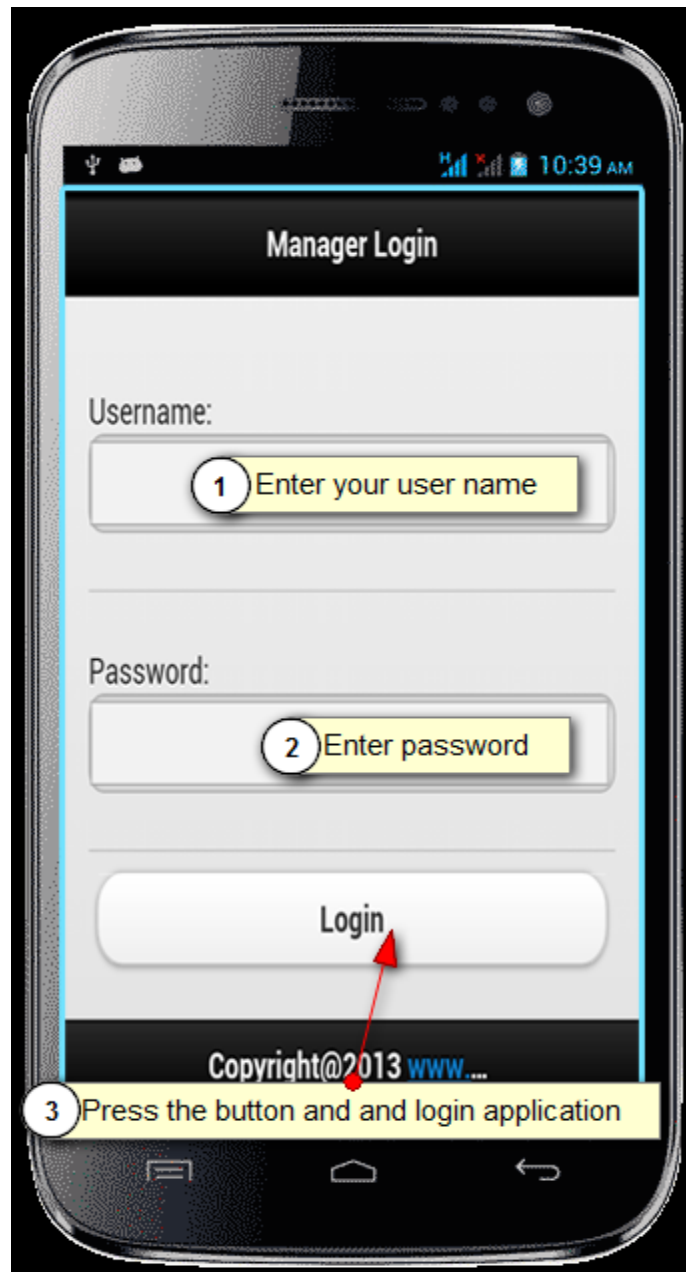 H 10:39 AM
Manager Login
Username:
1 Enter your user name
Password:
2 Enter password
Login
Copyright@2013 www....
3 Press the button and and login application